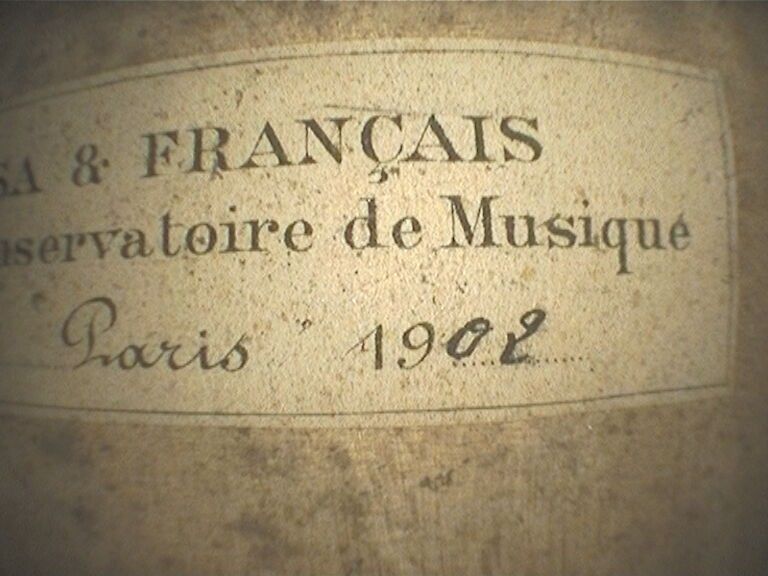 SA & FRANÇAIS
nservatoire de Musique
Paris 1902